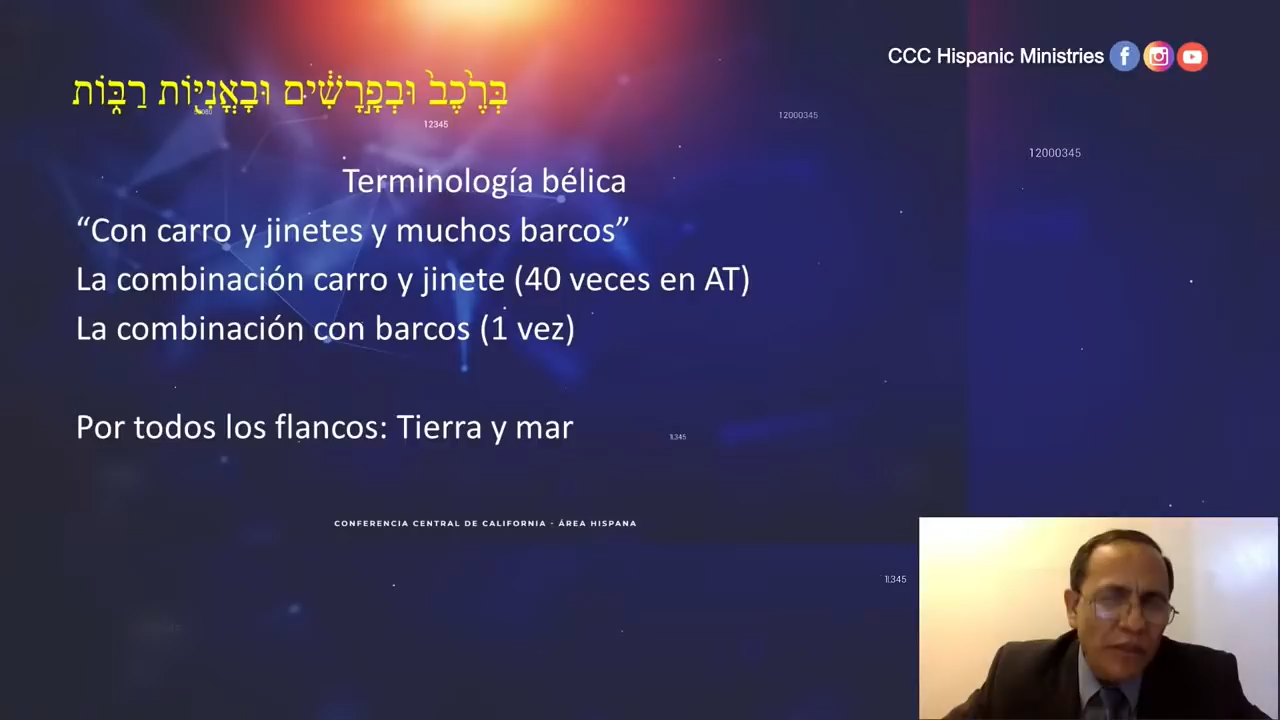 CCC Hispanic Ministries
בְּרֶ֙כֶב֙ וּבְפָ֣רָשִׁ֔ים וּבָאֳנִיּ֖וֹת רַבּ֑וֹת
12345
12000345
12000345
Terminología bélica
“Con carro y jinetes y muchos barcos”
La combinación carro y jinete (40 veces en AT)
La combinación con barcos (1 vez)
Por todos los flancos: Tierra y mar
CONFERENCIA CENTRAL DE CALIFORNIA - ÁREA HISPANA